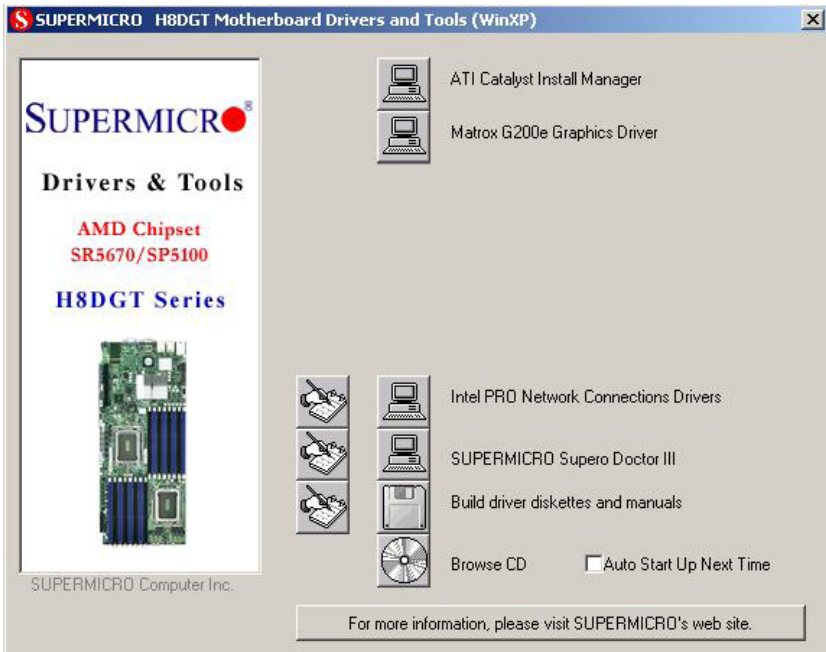 SUPERMICRO H8DGT Motherboard Drivers and Tools (WinXP)
SUPERMICRO®
Drivers & Tools
AMD Chipset
SR5670/SP5100
H8DGT Series
SUPERMICRO Computer Inc.
ATI Catalyst Install Manager
Matrox G200e Graphics Driver
Intel PRO Network Connections Drivers
SUPERMICRO Supero Doctor III
Build driver diskettes and manuals
Browse CD
Auto Start Up Next Time
For more information, please visit SUPERMICRO's web site.